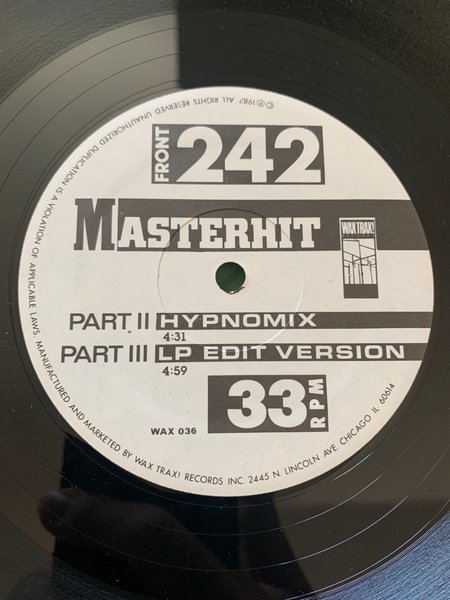 FRONT 242
MASTERHIT
WAX TRAX!
PART II HYPNOMIX
4:31
PART III LP EDIT VERSION
4:59
33 RPM
WAX 036
MANUFACTURED AND MARKETED BY WAX TRAX! RECORDS INC. 2445 N. LINCOLN AVE CHICAGO IL 60614
©℗1987 ALL RIGHTS RESERVED. UNAUTHORIZED DUPLICATION IS A VIOLATION OF APPLICABLE LAWS.